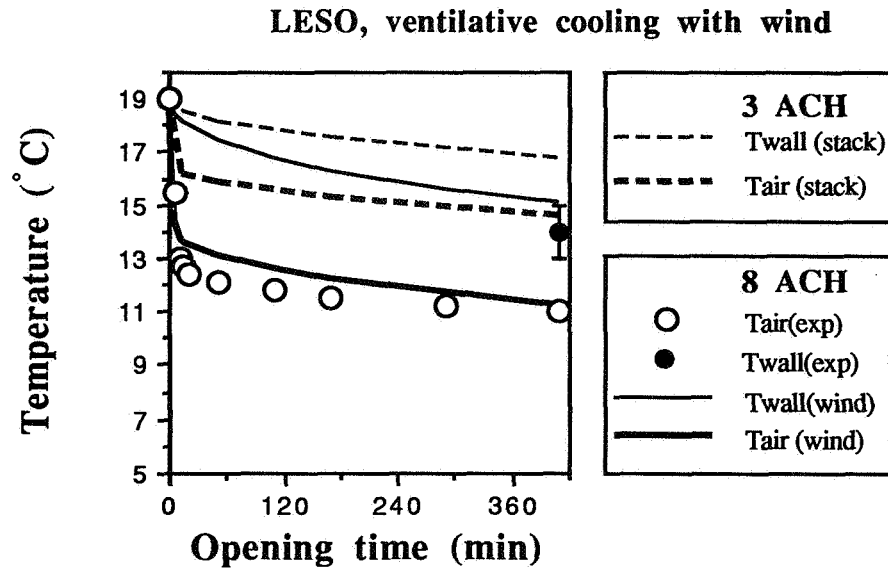 LESO, ventilative cooling with wind
Temperature (°C)
19
17
15
13
11
9
7
5
0
120
240
360
Opening time (min)
3 ACH
Twall (stack)
Tair (stack)
8 ACH
Tair(exp)
Twall(exp)
Twall(wind)
Tair (wind)